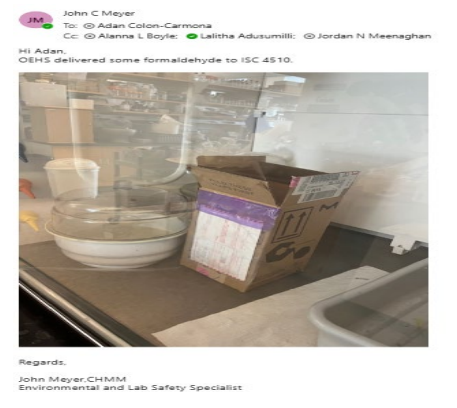 JM
John C Meyer
To: Adan Colon-Carmona
Cc: Alanna L Boyle; Lalitha Adusumilli; Jordan N Meenaghan
Hi Adan,
OEHS delivered some formaldehyde to ISC 4510.
Regards,
John Meyer,CHMM
Environmental and Lab Safety Specialist